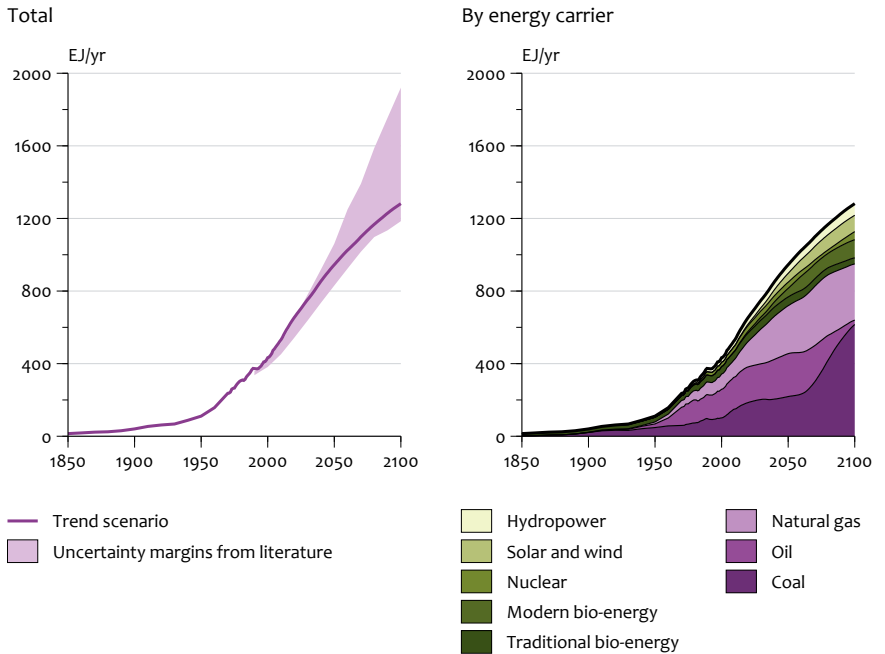 Total
EJ/yr
2000
1600
1200
800
400
0
1850 1900 1950 2000 2050 2100
Trend scenario
Uncertainty margins from literature
By energy carrier
EJ/yr
2000
1600
1200
800
400
0
1850 1900 1950 2000 2050 2100
Hydropower
Solar and wind
Nuclear
Modern bio-energy
Traditional bio-energy
Natural gas
Oil
Coal